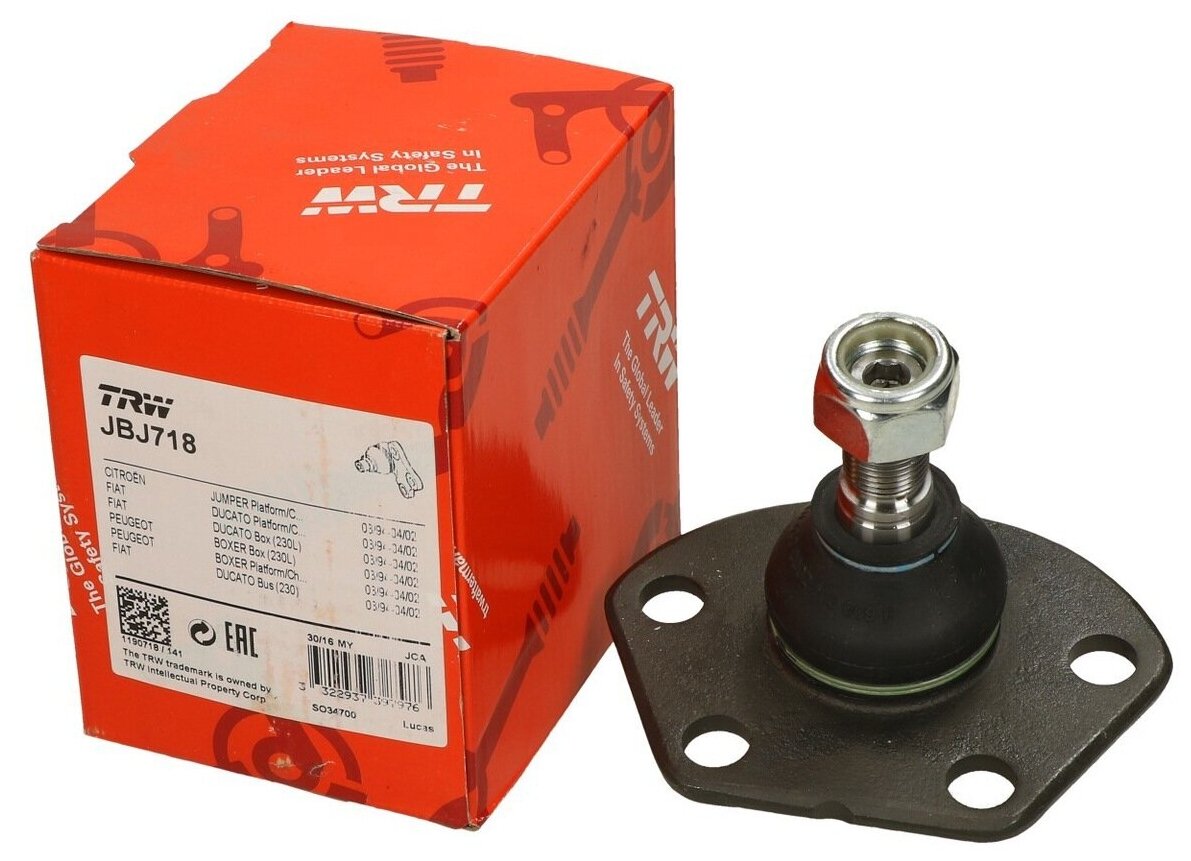 The Global Leader
In Safety Systems
TRW
TRW
The Global Leader
In Safety Systems
TRW
JBJ718
CITROËN
FIAT
FIAT
PEUGEOT
PEUGEOT
FIAT
JUMPER Platform/C...
DUCATO Platform/C...
DUCATO Box (230L)
BOXER Box (230L)
BOXER Platform/Ch...
DUCATO Bus (230)
03/94-04/02
03/94-04/02
03/94-04/02
03/94-04/02
03/94-04/02
03/94-04/02
1190718 / 141
EAC
30/16 MY
JCA
The TRW trademark is owned by
TRW Intellectual Property Corp
3 322937 397976
SO34700
Lucas
The Glob
Safety Sys